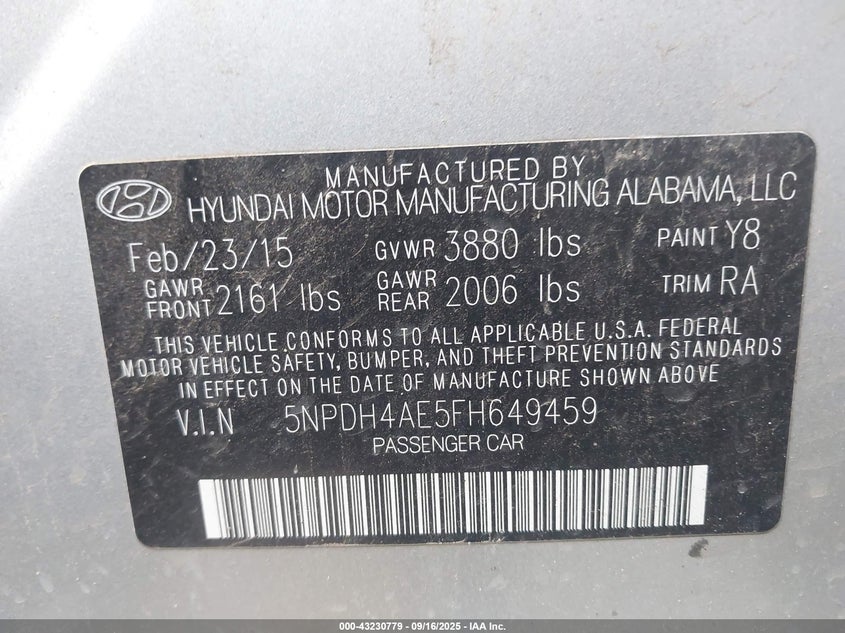 MANUFACTURED BY
HYUNDAI MOTOR MANUFACTURING ALABAMA, LLC
Feb/23/15 GVWR 3880 lbs PAINT Y8
GAWR FRONT 2161 lbs GAWR REAR 2006 lbs TRIM RA
THIS VEHICLE CONFORMS TO ALL APPLICABLE U.S.A. FEDERAL
MOTOR VEHICLE SAFETY, BUMPER, AND THEFT PREVENTION STANDARDS
IN EFFECT ON THE DATE OF MANUFACTURE SHOWN ABOVE
V.I.N 5NPDH4AE5FH649459
PASSENGER CAR
000-43230779 - 09/16/2025 - IAA Inc.